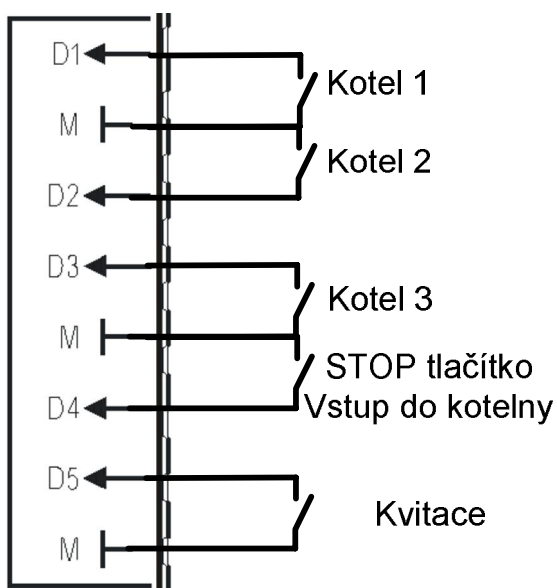 D1
Kotel 1
M
Kotel 2
D2
D3
Kotel 3
M
STOP tlačítko
Vstup do kotelny
D4
D5
Kvitace
M